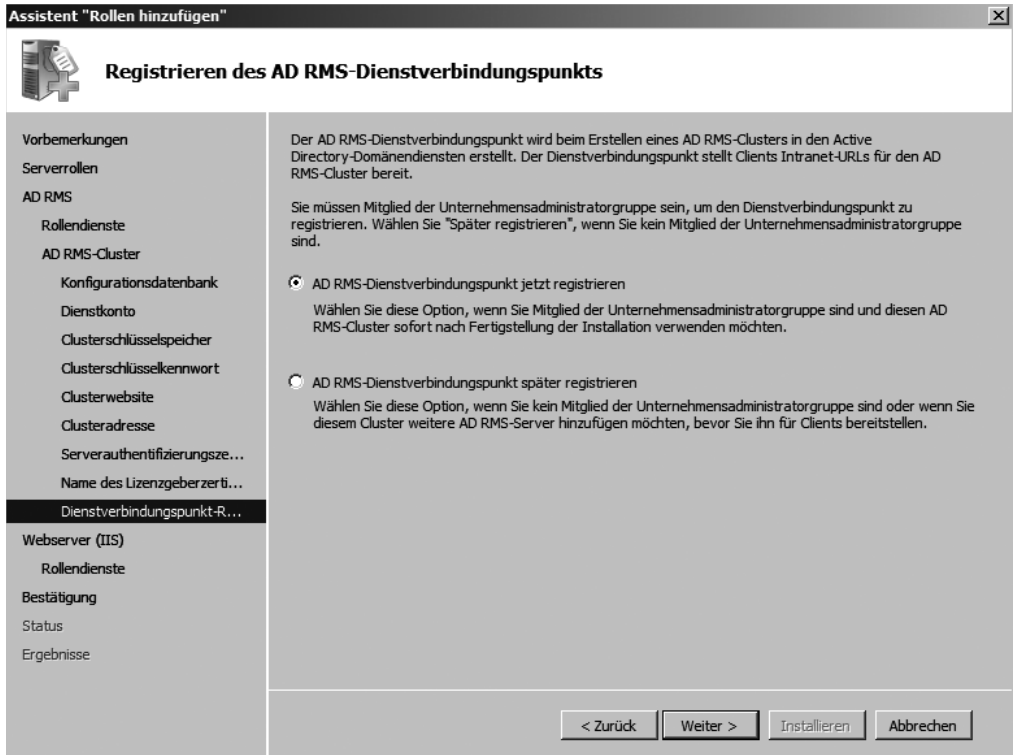 Assistent "Rollen hinzufügen"
Registrieren des AD RMS-Dienstverbindungspunkts
Vorbemerkungen
Serverrollen
AD RMS
Rollendienste
AD RMS-Cluster
Konfigurationsdatenbank
Dienstkonto
Clusterschlüsselspeicher
Clusterschlüsselkennwort
Clusterwebsite
Clusteradresse
Serverauthentifizierungsze...
Name des Lizenzgeberzerti...
Dienstverbindungspunkt-R...
Webserver (IIS)
Rollendienste
Bestätigung
Status
Ergebnisse
Der AD RMS-Dienstverbindungspunkt wird beim Erstellen eines AD RMS-Clusters in den Active
Directory-Domänendiensten erstellt. Der Dienstverbindungspunkt stellt Clients Intranet-URLs für den AD
RMS-Cluster bereit.
Sie müssen Mitglied der Unternehmensadministratorgruppe sein, um den Dienstverbindungspunkt zu
registrieren. Wählen Sie "Später registrieren", wenn Sie kein Mitglied der Unternehmensadministratorgruppe
sind.
AD RMS-Dienstverbindungspunkt jetzt registrieren
Wählen Sie diese Option, wenn Sie Mitglied der Unternehmensadministratorgruppe sind und diesen AD
RMS-Cluster sofort nach Fertigstellung der Installation verwenden möchten.
AD RMS-Dienstverbindungspunkt später registrieren
Wählen Sie diese Option, wenn Sie kein Mitglied der Unternehmensadministratorgruppe sind oder wenn Sie
diesem Cluster weitere AD RMS-Server hinzufügen möchten, bevor Sie ihn für Clients bereitstellen.
< Zurück Weiter > Installieren Abbrechen